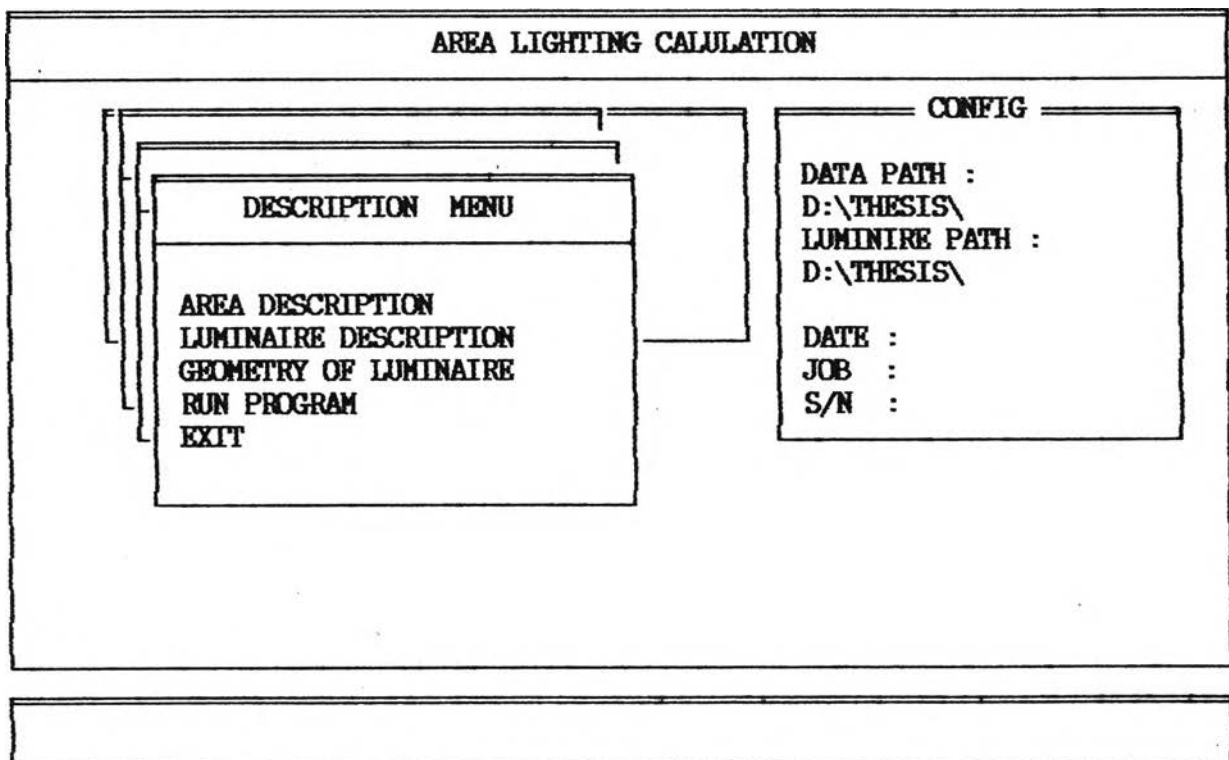 AREA LIGHTING CALULATION
DESCRIPTION MENU
AREA DESCRIPTION
LUMINAIRE DESCRIPTION
GEOMETRY OF LUMINAIRE
RUN PROGRAM
EXIT
CONFIG
DATA PATH :
D:\THESIS\
LUMINIRE PATH :
D:\THESIS\
DATE :
JOB :
S/N :